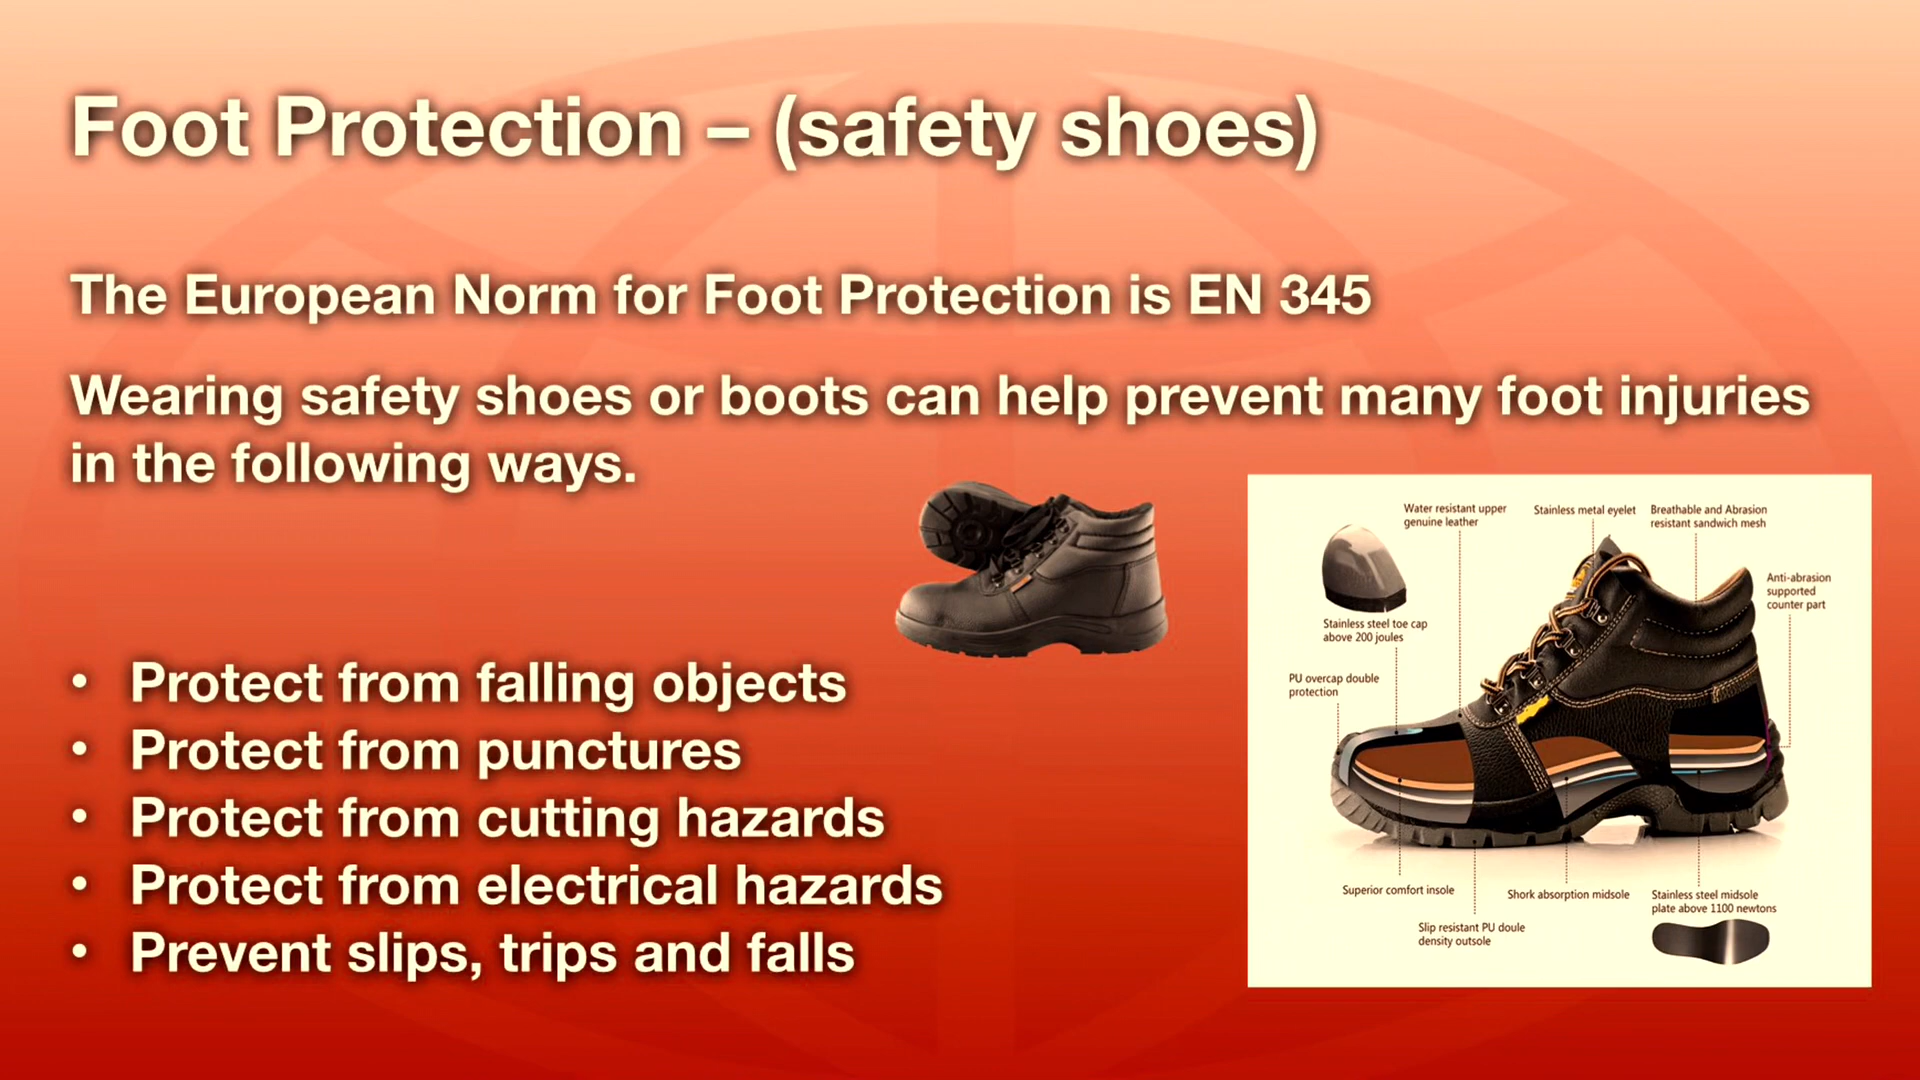 Foot Protection – (safety shoes)
The European Norm for Foot Protection is EN 345
Wearing safety shoes or boots can help prevent many foot injuries
in the following ways.
• Protect from falling objects
• Protect from punctures
• Protect from cutting hazards
• Protect from electrical hazards
• Prevent slips, trips and falls
Water resistant upper
genuine leather
Stainless metal eyelet
Breathable and Abrasion
resistant sandwich mesh
Anti-abrasion
supported
counter part
Stainless steel toe cap
above 200 joules
PU overcap double
protection
Superior comfort insole
Slip resistant PU doule
density outsole
Shork absorption midsole
Stainless steel midsole
plate above 1100 newtons